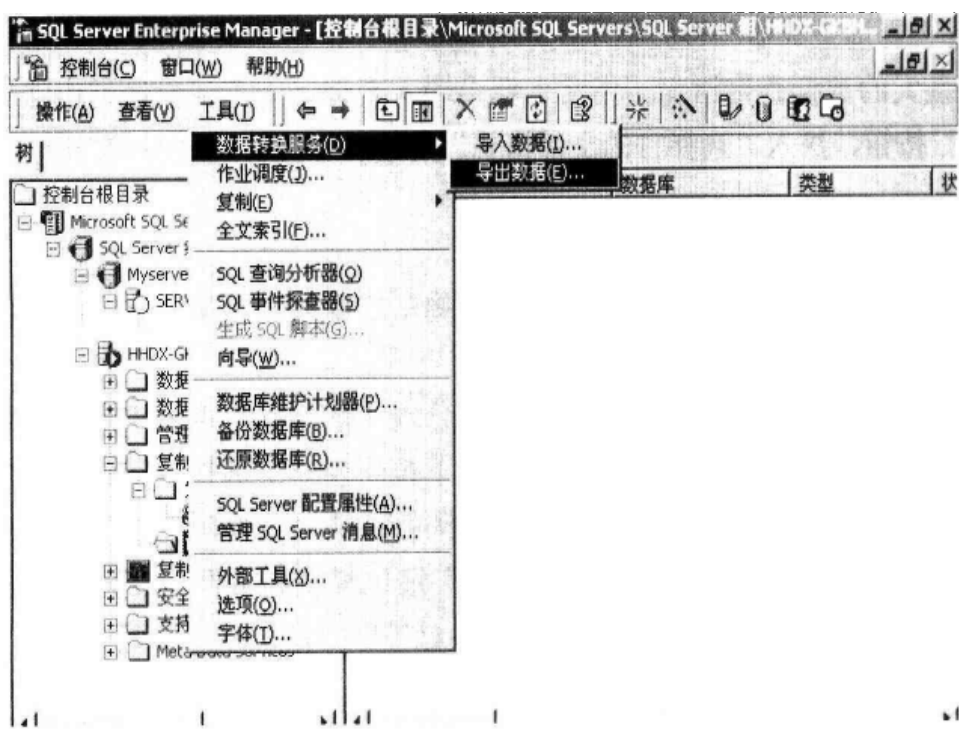 SQL Server Enterprise Manager - [控制台根目录\Microsoft SQL Servers\SQL Server 组\HHDX-GKBH...
控制台(C) 窗口(W) 帮助(H)
操作(A) 查看(V) 工具(T)
树
数据转换服务(D)
导入数据(I)...
导出数据(E)...
作业调度(J)...
复制(E)
全文索引(F)...
SQL 查询分析器(Q)
SQL 事件探查器(S)
生成 SQL 脚本(G)...
向导(W)...
数据库维护计划器(P)...
备份数据库(B)...
还原数据库(R)...
SQL Server 配置属性(A)...
管理 SQL Server 消息(M)...
外部工具(X)...
选项(O)...
字体(T)...
数据库 类型 状
控制台根目录
Microsoft SQL Se
SQL Server
Myserve
SERV
HHDX-GK
数据
数据
管理
复制
复制
安全
支持
Meta Data Services